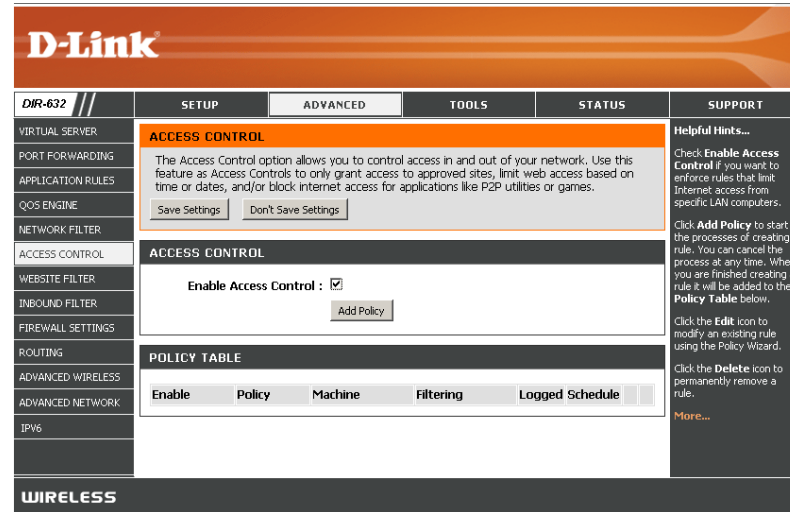 D-Link
DIR-632
SETUP
ADVANCED
TOOLS
STATUS
SUPPORT
VIRTUAL SERVER
PORT FORWARDING
APPLICATION RULES
QOS ENGINE
NETWORK FILTER
ACCESS CONTROL
WEBSITE FILTER
INBOUND FILTER
FIREWALL SETTINGS
ROUTING
ADVANCED WIRELESS
ADVANCED NETWORK
IPV6
ACCESS CONTROL
The Access Control option allows you to control access in and out of your network. Use this
feature as Access Controls to only grant access to approved sites, limit web access based on
time or dates, and/or block internet access for applications like P2P utilities or games.
Save Settings
Don't Save Settings
ACCESS CONTROL
Enable Access Control :
Add Policy
POLICY TABLE
Enable Policy Machine Filtering Logged Schedule
Helpful Hints...
Check Enable Access
Control if you want to
enforce rules that limit
Internet access from
specific LAN computers.
Click Add Policy to start
the processes of creating
rule. You can cancel the
process at any time. Whe
you are finished creating
rule it will be added to the
Policy Table below.
Click the Edit icon to
modify an existing rule
using the Policy Wizard.
Click the Delete icon to
permanently remove a
rule.
More...
WIRELESS